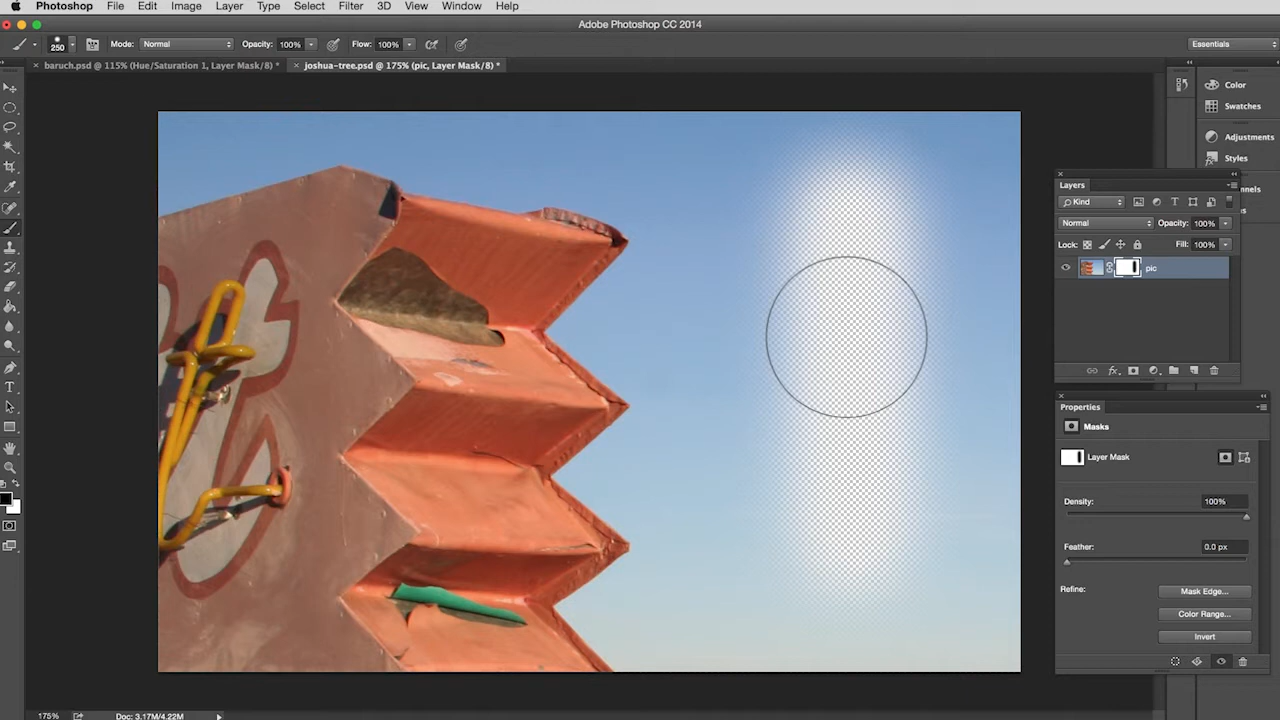 Photoshop File Edit Image Layer Type Select Filter 3D View Window Help
Adobe Photoshop CC 2014
250 Mode: Normal Opacity: 100% Flow: 100% Essentials
× baruch.psd @ 115% (Hue/Saturation 1, Layer Mask/8) * × joshua-tree.psd @ 175% (pic, Layer Mask/8) *
Color
Swatches
Adjustments
Styles
Layers
nnels
Kind
Normal Opacity: 100%
Lock: Fill: 100%
pic
fx
T
Properties
Masks
Layer Mask
Density: 100%
Feather: 0.0 px
Refine: Mask Edge...
Color Range...
Invert
175% Doc: 3.17M/4.22M